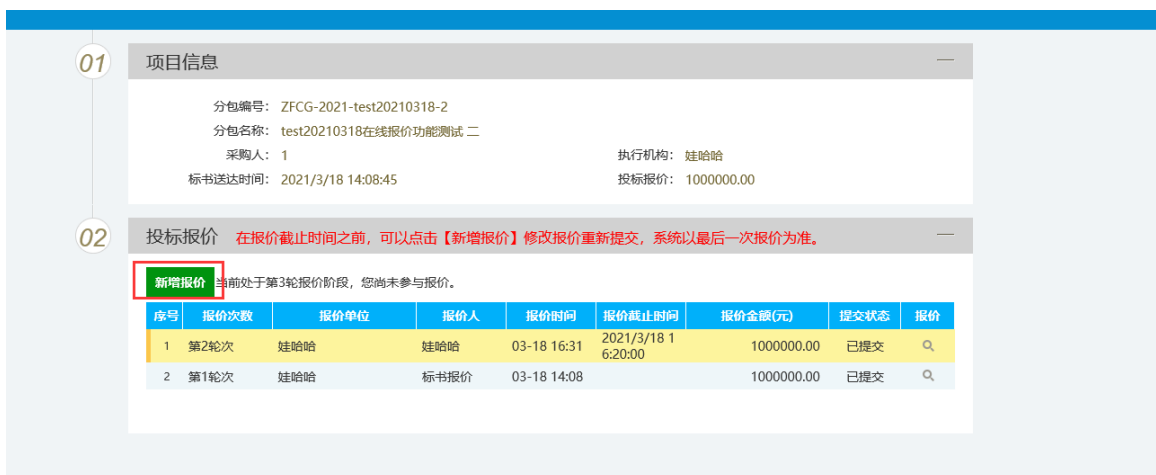 01
项目信息
分包编号： ZFCG-2021-test20210318-2
分包名称： test20210318在线报价功能测试 二
采购人： 1 执行机构： 娃哈哈
标书送达时间： 2021/3/18 14:08:45 投标报价： 1000000.00
02
投标报价 在报价截止时间之前，可以点击【新增报价】修改报价重新提交，系统以最后一次报价为准。
新增报价 当前处于第3轮报价阶段，您尚未参与报价。
序号 报价次数 报价单位 报价人 报价时间 报价截止时间 报价金额(元) 提交状态 报价
1 第2轮次 娃哈哈 娃哈哈 03-18 16:31 2021/3/18 1
6:20:00 1000000.00 已提交
2 第1轮次 娃哈哈 标书报价 03-18 14:08 1000000.00 已提交